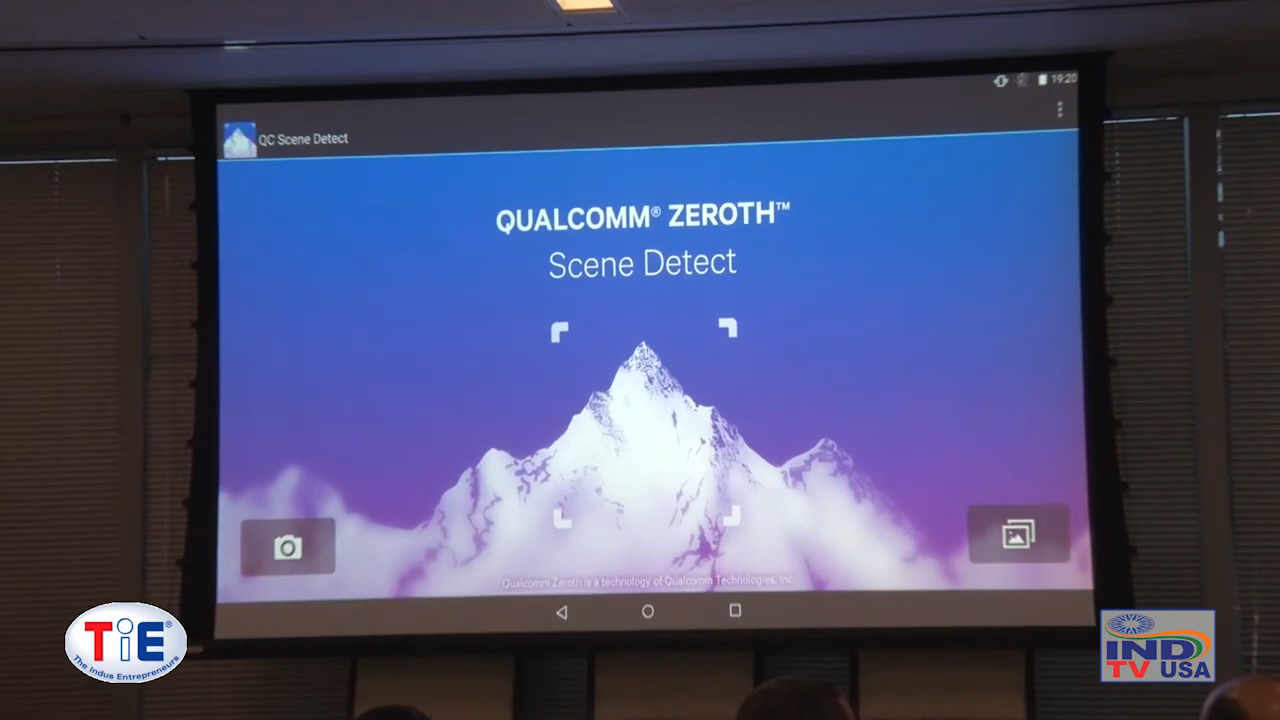 19:20
QC Scene Detect
QUALCOMM® ZEROTH™
Scene Detect
Qualcomm Zeroth is a technology of Qualcomm Technologies, Inc.
TiE®
The Indus Entrepreneurs
IND
TV USA